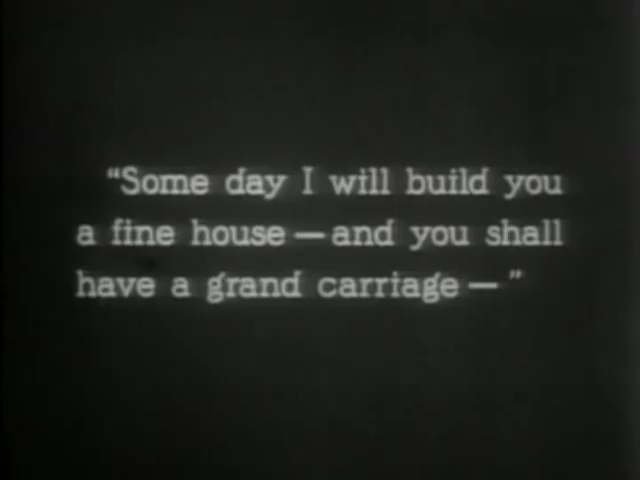 “Some day I will build you
a fine house — and you shall
have a grand carriage — ”